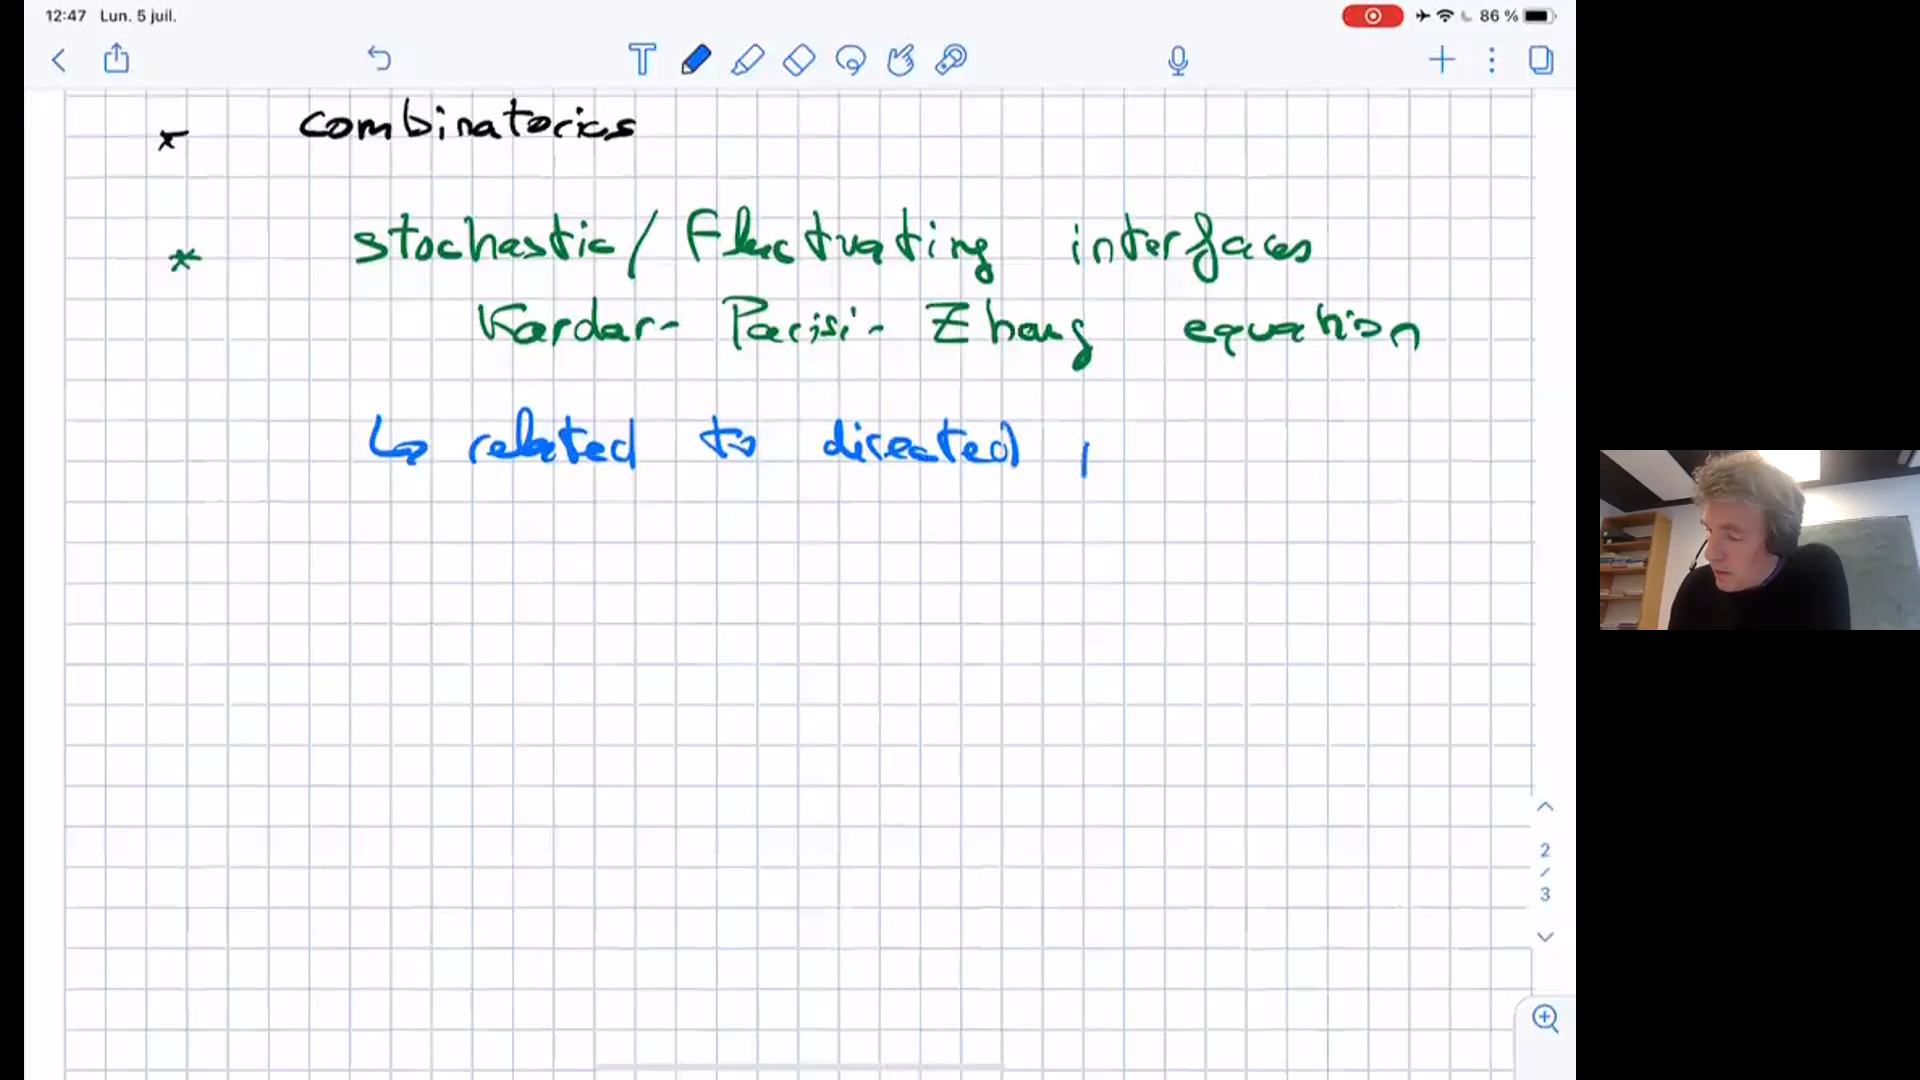 12:47 Lun. 5 juil.
86 %
T
* combinatorics
* stochastic / Fluctuating interfaces
Kardar- Parisi- Zhang equation
↳ related to directed
2
/
3